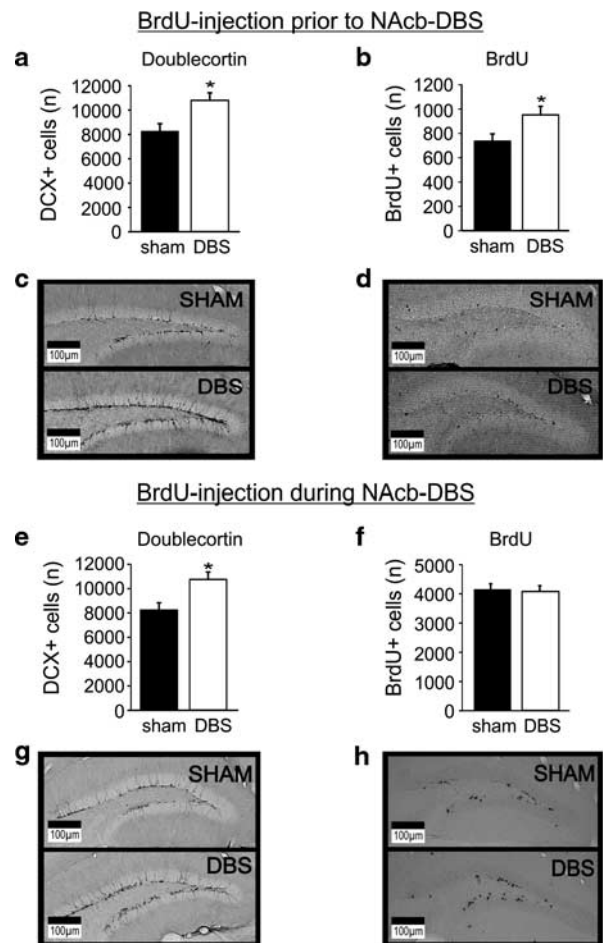 BrdU-injection prior to NAcb-DBS
a
Doublecortin
DCX+ cells (n)
12000
10000
8000
6000
4000
2000
0
*
sham DBS
b
BrdU
BrdU+ cells (n)
1200
1000
800
600
400
200
0
*
sham DBS
c
SHAM
100µm
DBS
100µm
d
SHAM
100µm
DBS
100µm
BrdU-injection during NAcb-DBS
e
Doublecortin
DCX+ cells (n)
12000
10000
8000
6000
4000
2000
0
*
sham DBS
f
BrdU
BrdU+ cells (n)
5000
4000
3000
2000
1000
0
sham DBS
g
SHAM
100µm
DBS
100µm
h
SHAM
100µm
DBS
100µm